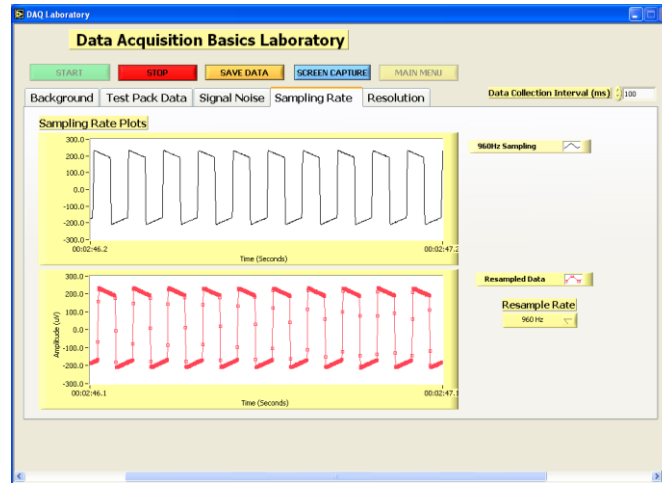 DAQ Laboratory
Data Acquisition Basics Laboratory
START STOP SAVE DATA SCREEN CAPTURE MAIN MENU
Background Test Pack Data Signal Noise Sampling Rate Resolution
Data Collection Interval (ms) 100
Sampling Rate Plots
300.0
200.0
100.0
0.0
-100.0
-200.0
-300.0
00:02:46.2 00:02:47.2
Time (Seconds)
960Hz Sampling
300.0
200.0
100.0
0.0
-100.0
-200.0
-300.0
Amplitude (uV)
00:02:46.1 00:02:47.1
Time (Seconds)
Resampled Data
Resample Rate
960 Hz